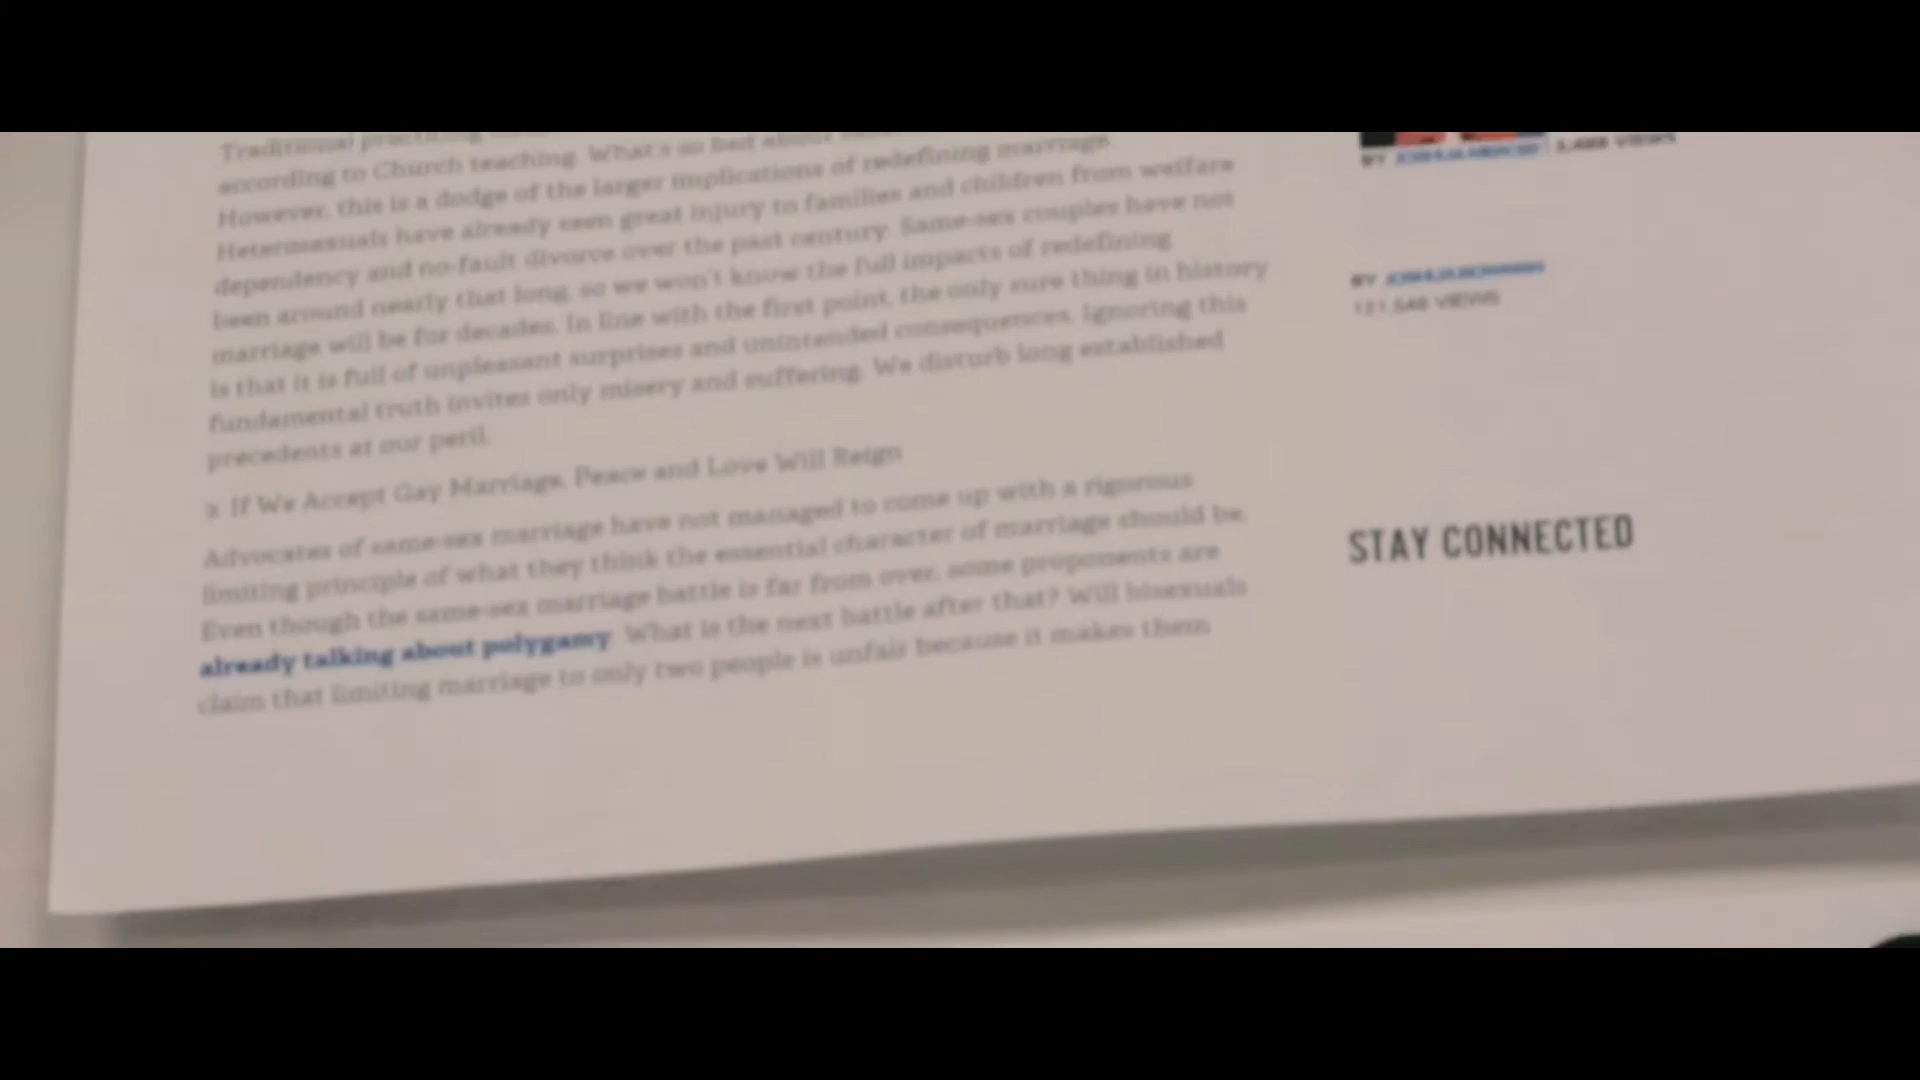 Traditional practicing
according to Church teaching. What's so bad about
However, this is a dodge of the larger implications of redefining marriage.
Heterosexuals have already seen great injury to families and children from welfare
dependency and no-fault divorce over the past century. Same-sex couples have not
been around nearly that long, so we won't know the full impacts of redefining
marriage will be for decades. In line with the first point, the only sure thing in history
is that it is full of unpleasant surprises and unintended consequences. Ignoring this
fundamental truth invites only misery and suffering. We disturb long established
precedents at our peril.
If We Accept Gay Marriage, Peace and Love Will Reign
Advocates of same-sex marriage have not managed to come up with a rigorous
limiting principle of what they think the essential character of marriage should be.
Even though the same-sex marriage battle is far from over, some proponents are
already talking about polygamy. What is the next battle after that? Will bisexuals
claim that limiting marriage to only two people is unfair because it makes them
BY
VIEWS
BY
VIEWS
STAY CONNECTED